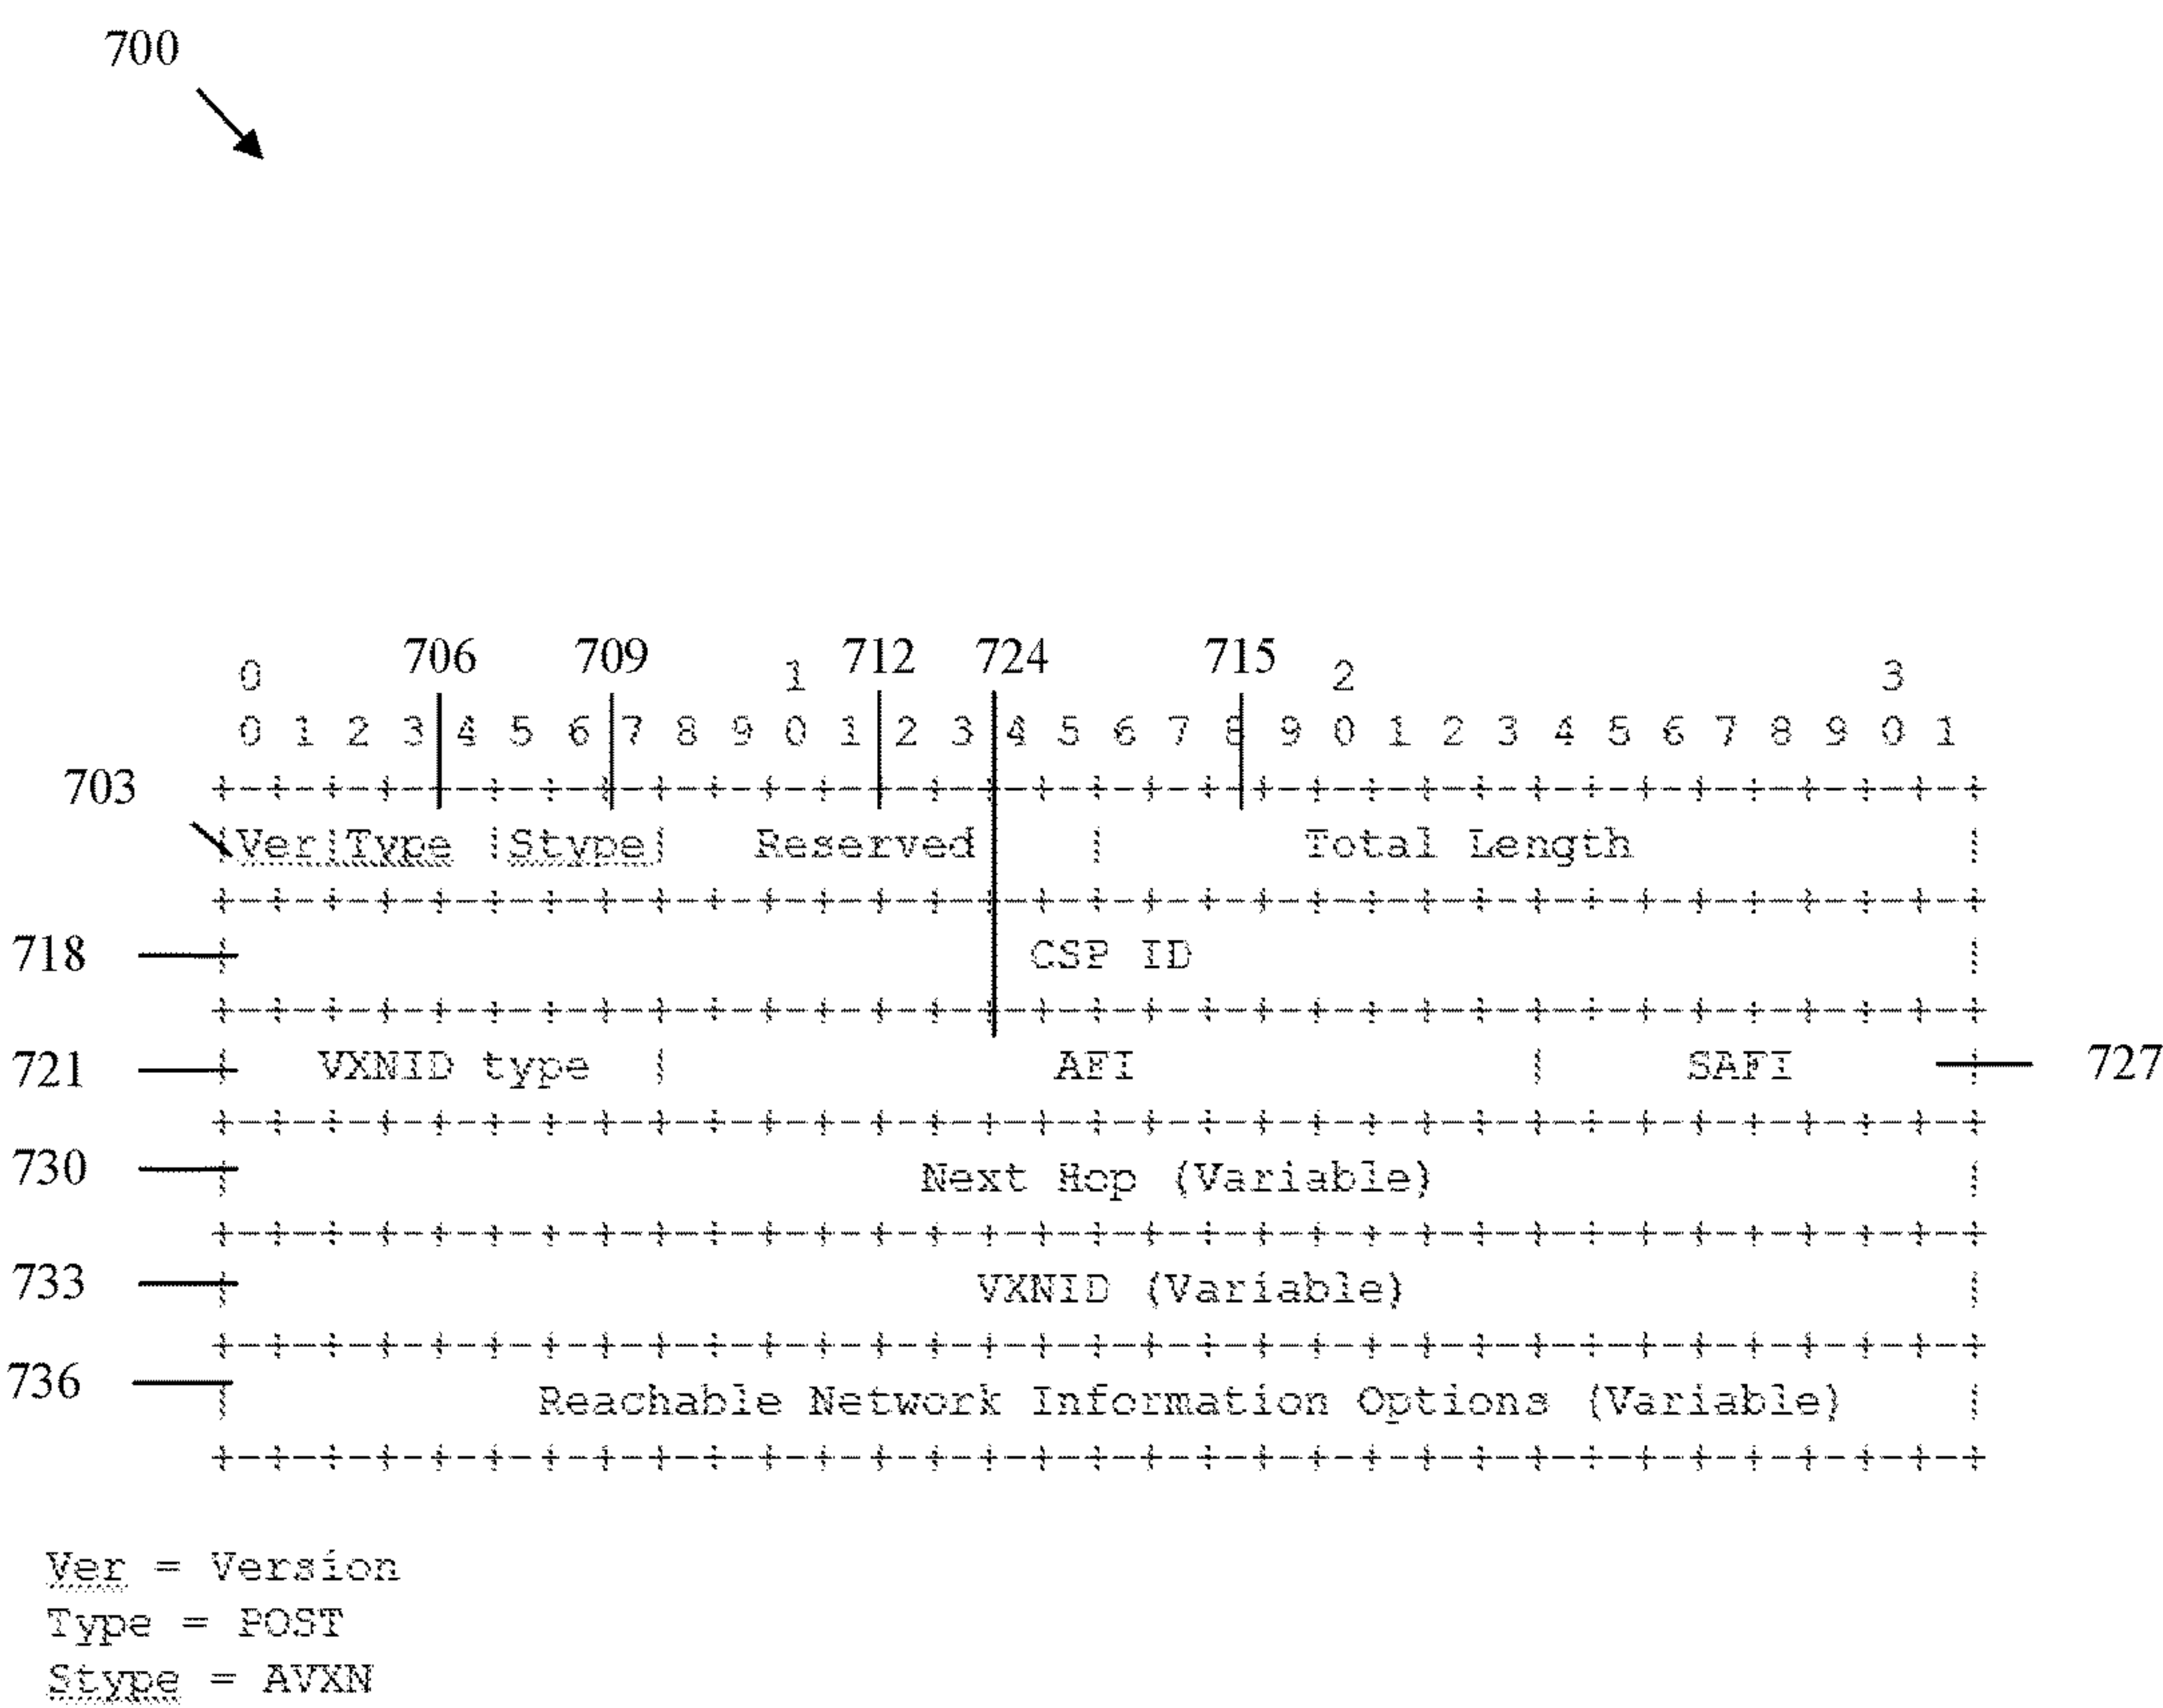 700
706 709 712 724 715
0 1 2 3
0 1 2 3 4 5 6 7 8 9 0 1 2 3 4 5 6 7 8 9 0 1 2 3 4 5 6 7 8 9 0 1
703
+-+-+-+-+-+-+-+-+-+-+-+-+-+-+-+-+-+-+-+-+-+-+-+-+-+-+-+-+-+-+-+-+
|Ver|Type |Stype| Reserved | Total Length |
+-+-+-+-+-+-+-+-+-+-+-+-+-+-+-+-+-+-+-+-+-+-+-+-+-+-+-+-+-+-+-+-+
718 | CSP ID |
+-+-+-+-+-+-+-+-+-+-+-+-+-+-+-+-+-+-+-+-+-+-+-+-+-+-+-+-+-+-+-+-+
721 | VXNID type | AFI | SAFI | 727
+-+-+-+-+-+-+-+-+-+-+-+-+-+-+-+-+-+-+-+-+-+-+-+-+-+-+-+-+-+-+-+-+
730 | Next Hop (Variable) |
+-+-+-+-+-+-+-+-+-+-+-+-+-+-+-+-+-+-+-+-+-+-+-+-+-+-+-+-+-+-+-+-+
733 | VXNID (Variable) |
+-+-+-+-+-+-+-+-+-+-+-+-+-+-+-+-+-+-+-+-+-+-+-+-+-+-+-+-+-+-+-+-+
736 | Reachable Network Information Options (Variable) |
+-+-+-+-+-+-+-+-+-+-+-+-+-+-+-+-+-+-+-+-+-+-+-+-+-+-+-+-+-+-+-+-+
Ver = Version
Type = POST
Stype = AVXN